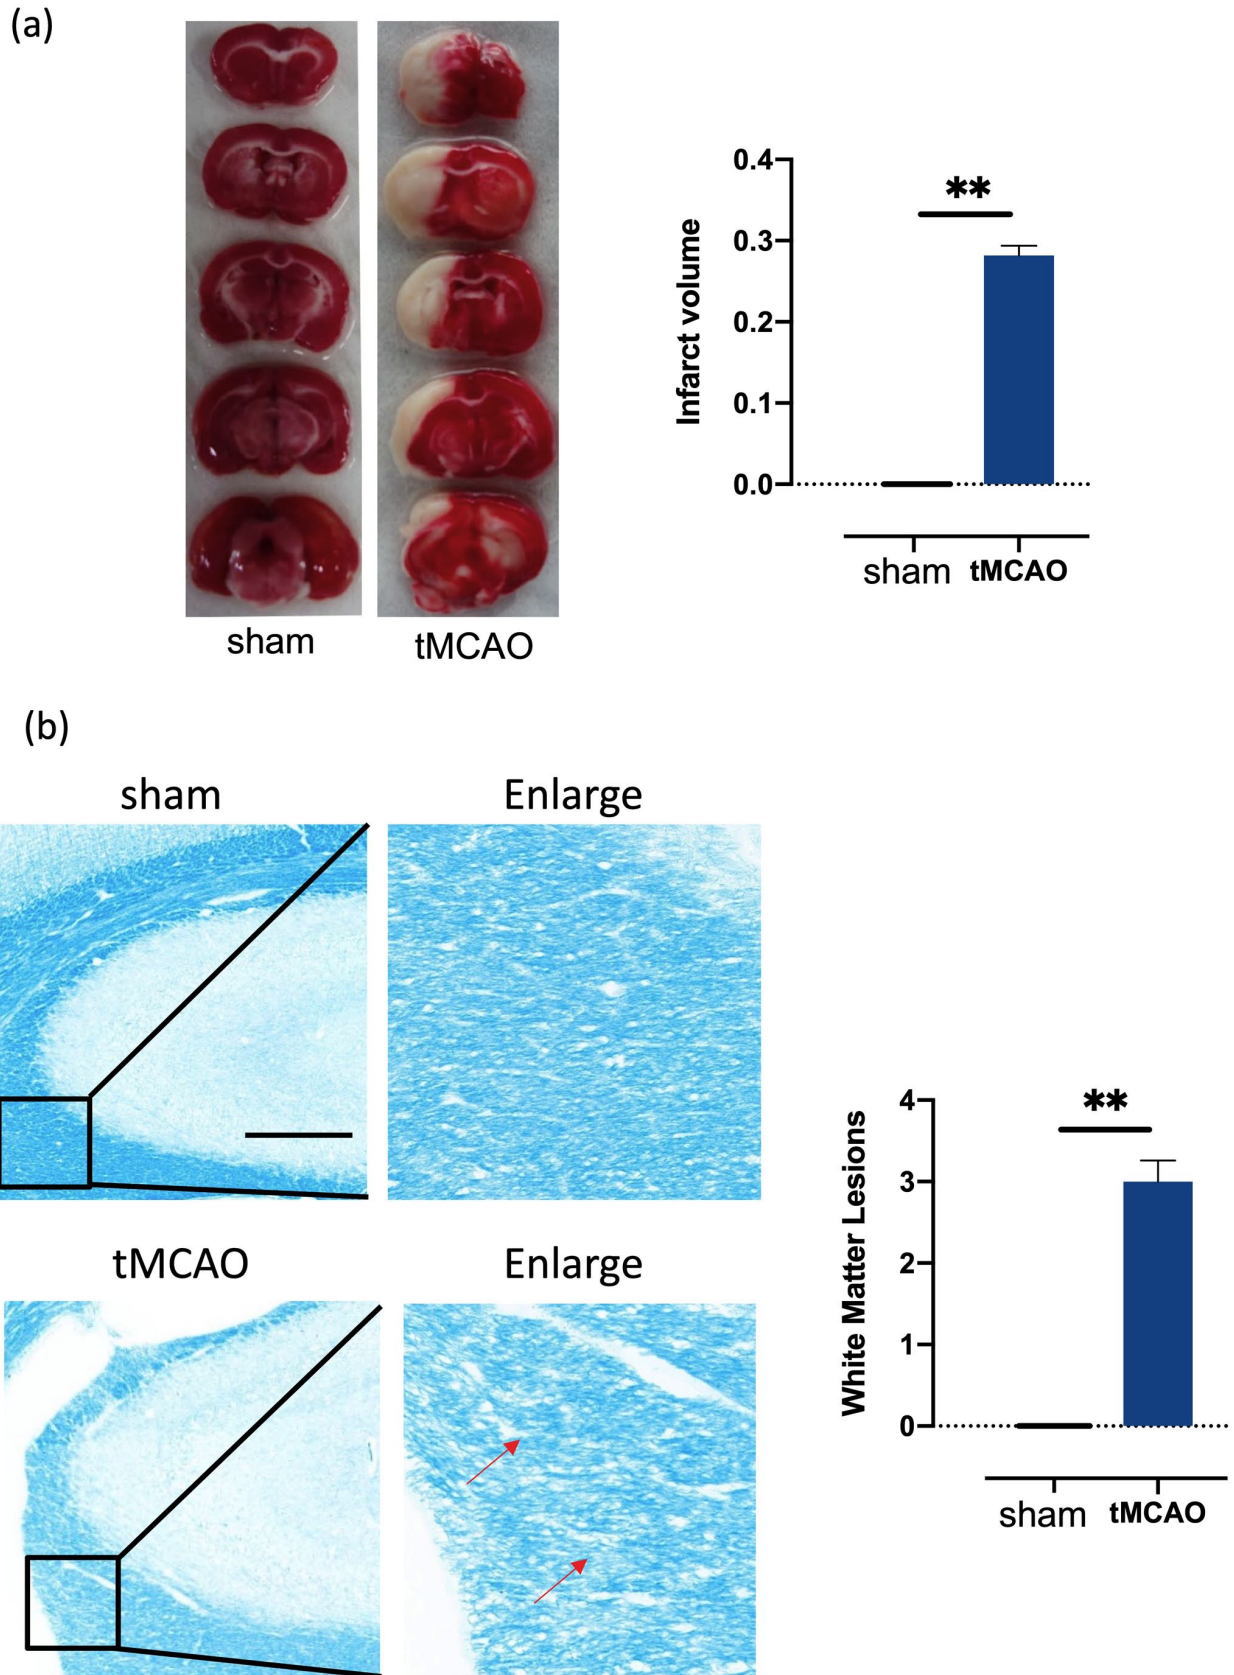 (a)
sham
tMCAO
Infarct volume
0.4
0.3
0.2
0.1
0.0
**
sham
tMCAO
(b)
sham
Enlarge
tMCAO
Enlarge
White Matter Lesions
4
3
2
1
0
**
sham
tMCAO